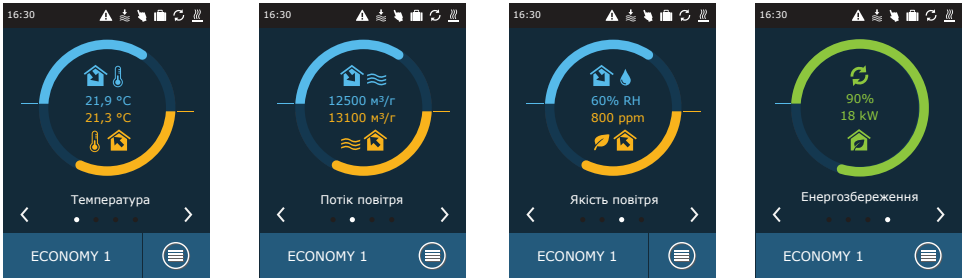 16:30
21,9 °C
21,3 °C
Температура
ECONOMY 1
16:30
12500 м³/г
13100 м³/г
Потік повітря
ECONOMY 1
16:30
60% RH
800 ppm
Якість повітря
ECONOMY 1
16:30
90%
18 kW
Енергозбереження
ECONOMY 1